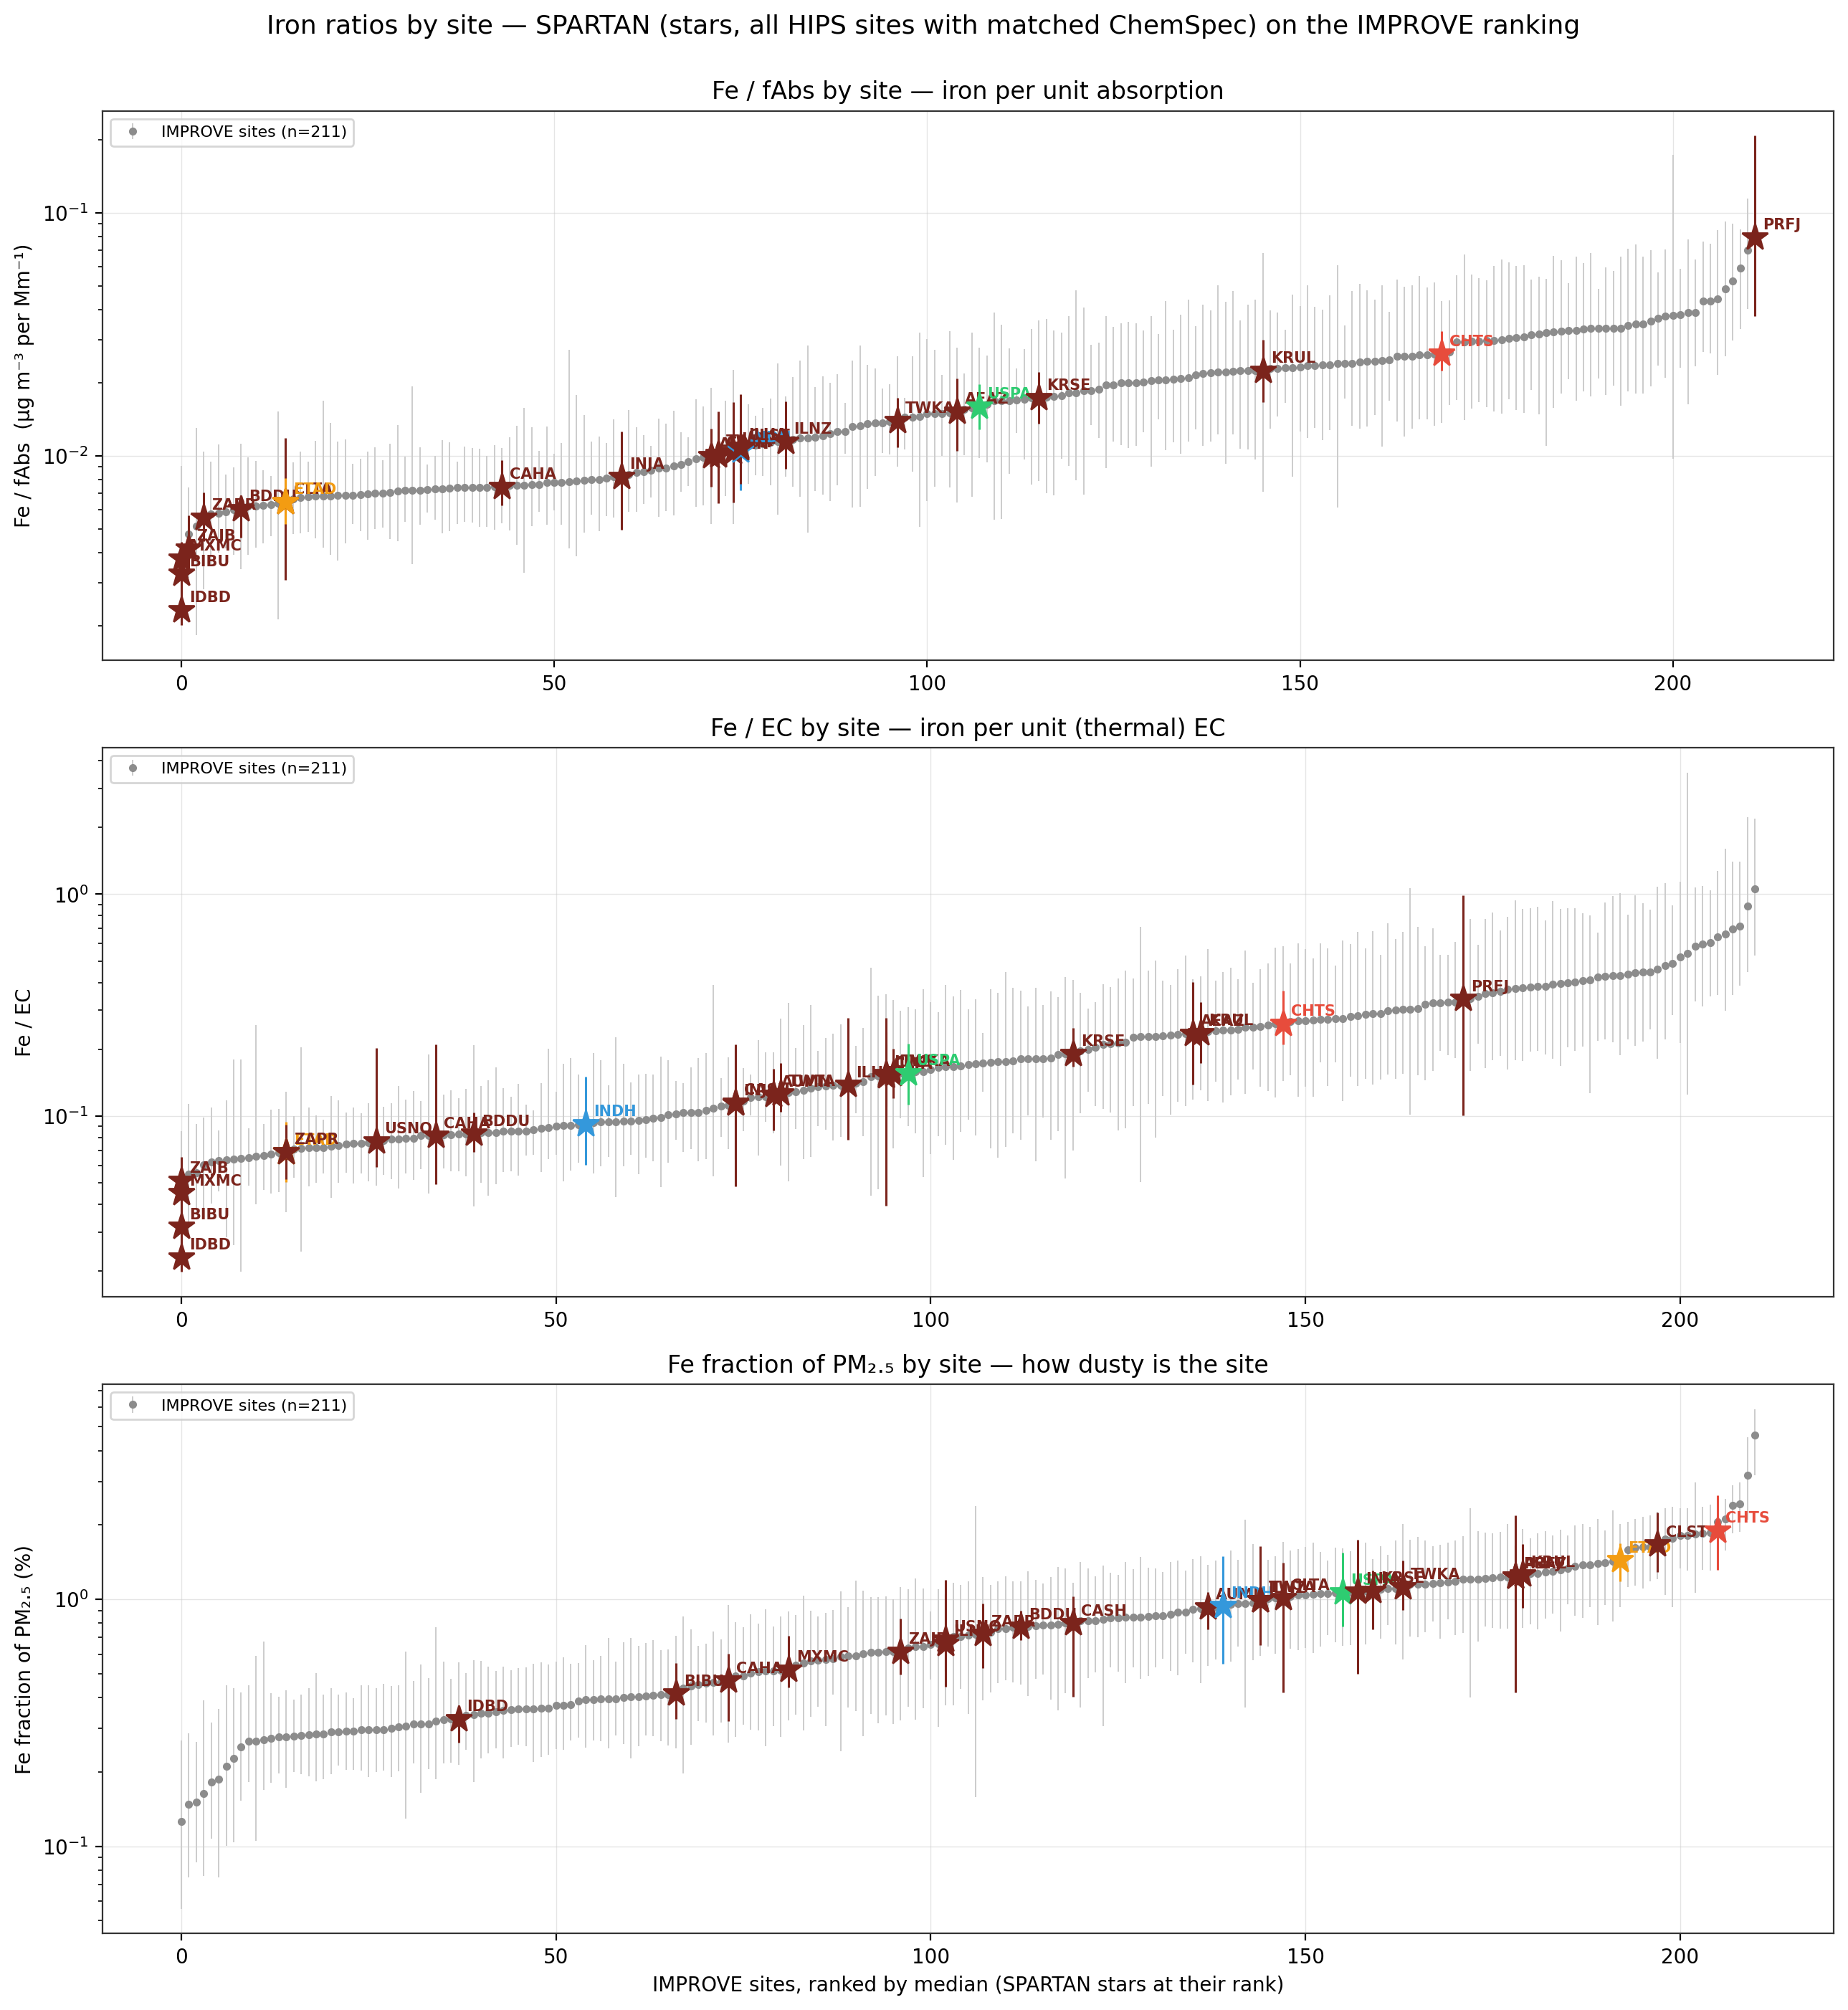 Iron ratios by site — SPARTAN (stars, all HIPS sites with matched ChemSpec) on the IMPROVE ranking
Fe / fAbs by site — iron per unit absorption
IMPROVE sites (n=211)
Fe / fAbs (μg m⁻³ per Mm⁻¹)
10⁻¹
10⁻²
PRFJ
CHTS
KRUL
KRSE
USPA
TWKA
ILNZ
INJA
CAHA
ETAD
ZAPR
ZAJB
MXMC
BIBU
IDBD
0 50 100 150 200
Fe / EC by site — iron per unit (thermal) EC
IMPROVE sites (n=211)
Fe / EC
10⁰
10⁻¹
PRFJ
CHTS
KRSE
USPA
INDH
BDDU
CAHA
USNO
ZAPR
ZAJB
MXMC
BIBU
IDBD
0 50 100 150 200
Fe fraction of PM₂.₅ by site — how dusty is the site
IMPROVE sites (n=211)
Fe fraction of PM₂.₅ (%)
10⁰
10⁻¹
CHTS
CLST
TWKA
CASH
BDDU
MXMC
CAHA
BIBU
IDBD
0 50 100 150 200
IMPROVE sites, ranked by median (SPARTAN stars at their rank)